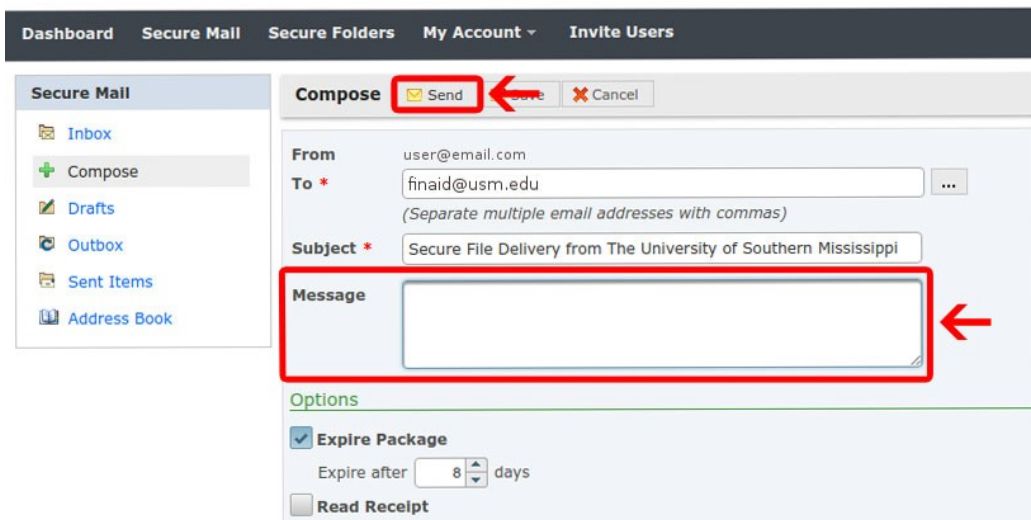 Dashboard Secure Mail Secure Folders My Account Invite Users
Secure Mail
Inbox
Compose
Drafts
Outbox
Sent Items
Address Book
Compose Send Save Cancel
From user@email.com
To * finaid@usm.edu ...
(Separate multiple email addresses with commas)
Subject * Secure File Delivery from The University of Southern Mississippi
Message
Options
Expire Package
Expire after 8 days
Read Receipt